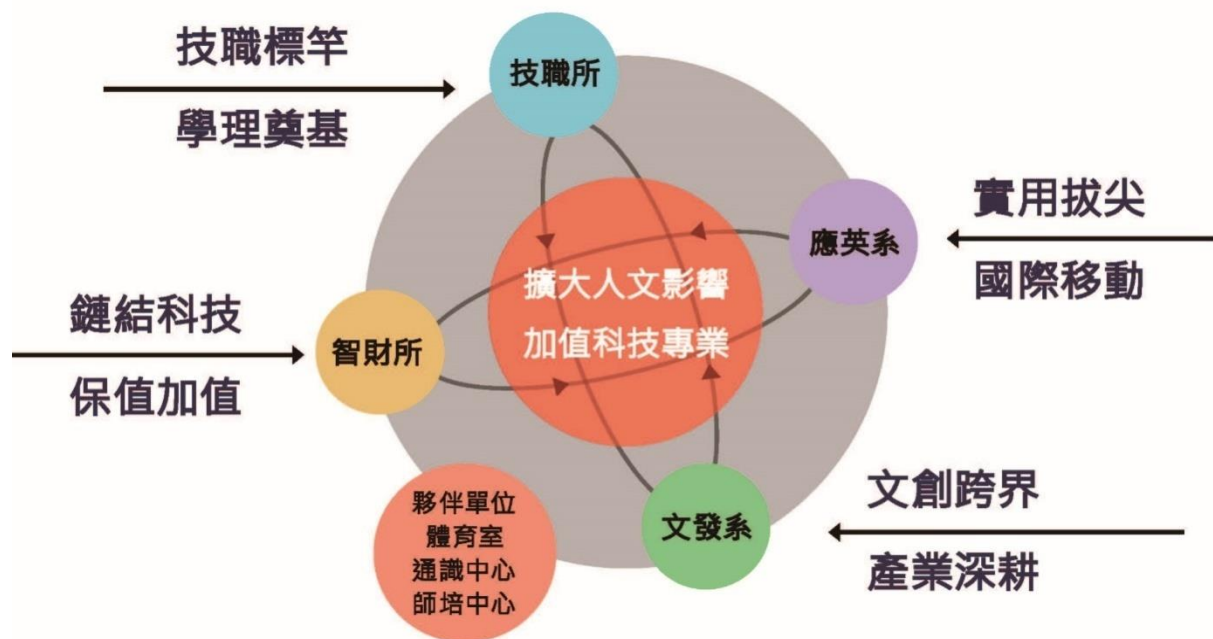 技職標竿
學理奠基
技職所
實用拔尖
國際移動
應英系
擴大人文影響
加值科技專業
鏈結科技
保值加值
智財所
文創跨界
產業深耕
文發系
夥伴單位
體育室
通識中心
師培中心